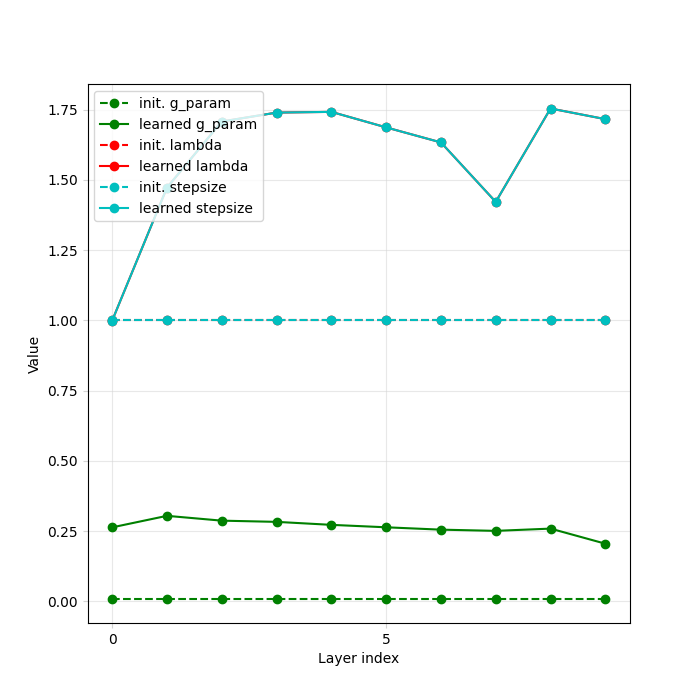 init. g_param
learned g_param
init. lambda
learned lambda
init. stepsize
learned stepsize
1.75
1.50
1.25
1.00
0.75
0.50
0.25
0.00
Value
0
5
Layer index